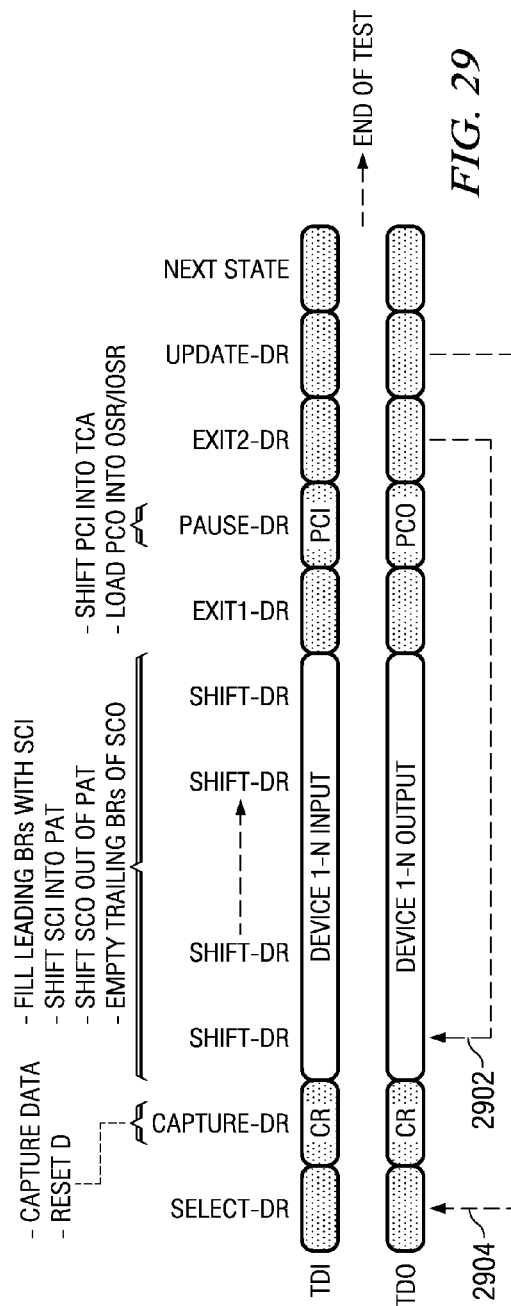 - CAPTURE DATA
- RESET D
- FILL LEADING BRs WITH SCI
- SHIFT SCI INTO PAT
- SHIFT SCO OUT OF PAT
- EMPTY TRAILING BRs OF SCO
- SHIFT PCI INTO TCA
- LOAD PCO INTO OSR/IOSR
SELECT-DR
CAPTURE-DR
SHIFT-DR
SHIFT-DR
SHIFT-DR
SHIFT-DR
EXIT1-DR
PAUSE-DR
EXIT2-DR
UPDATE-DR
NEXT STATE
TDI
CR
DEVICE 1-N INPUT
PCI
END OF TEST
TDO
CR
DEVICE 1-N OUTPUT
PCO
2904
2902
FIG. 29